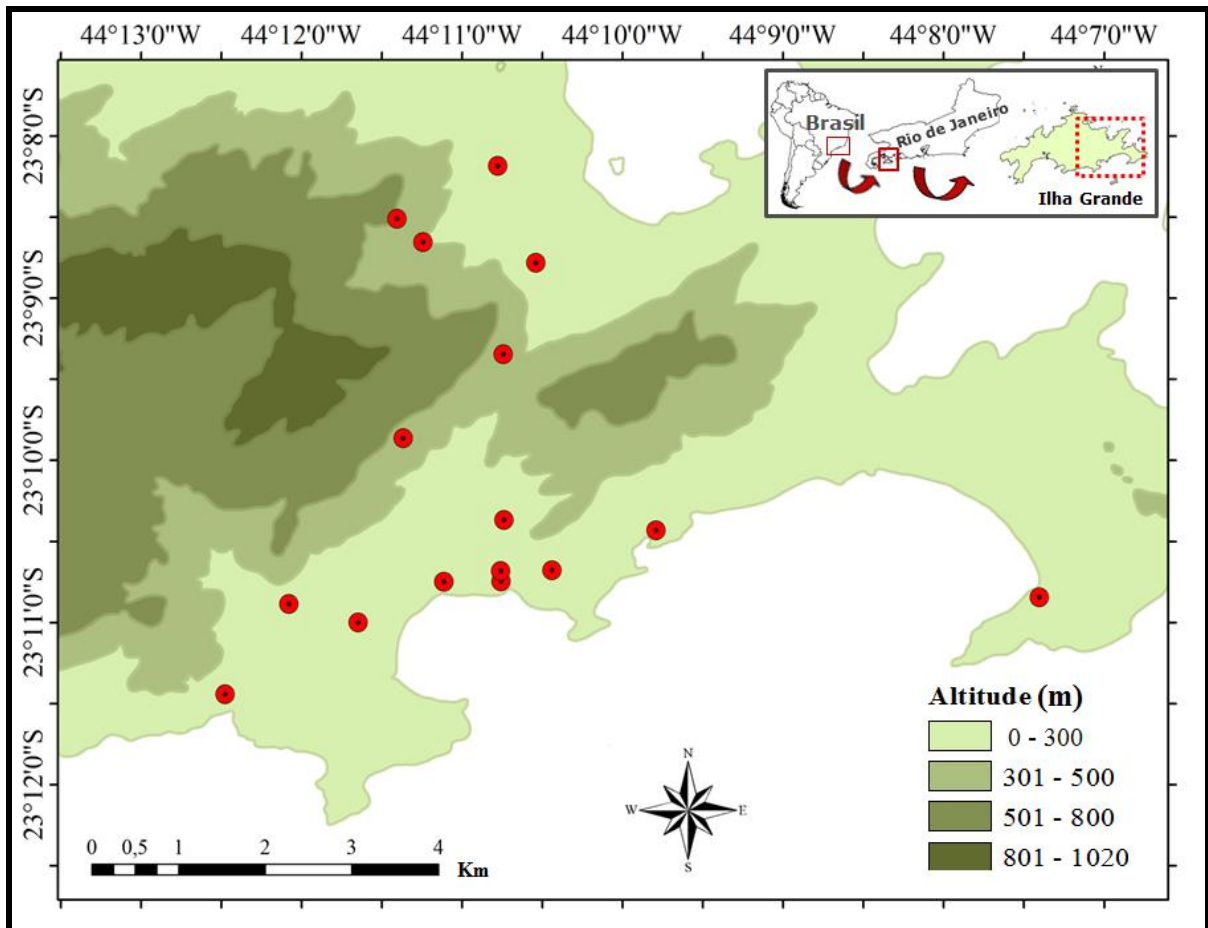 44°13'0"W 44°12'0"W 44°11'0"W 44°10'0"W 44°9'0"W 44°8'0"W 44°7'0"W
23°8'0"S
23°9'0"S
23°10'0"S
23°11'0"S
23°12'0"S
N
Brasil
Rio de Janeiro
Ilha Grande
Altitude (m)
0 - 300
301 - 500
501 - 800
801 - 1020
N
W E
S
0 0,5 1 2 3 4
Km